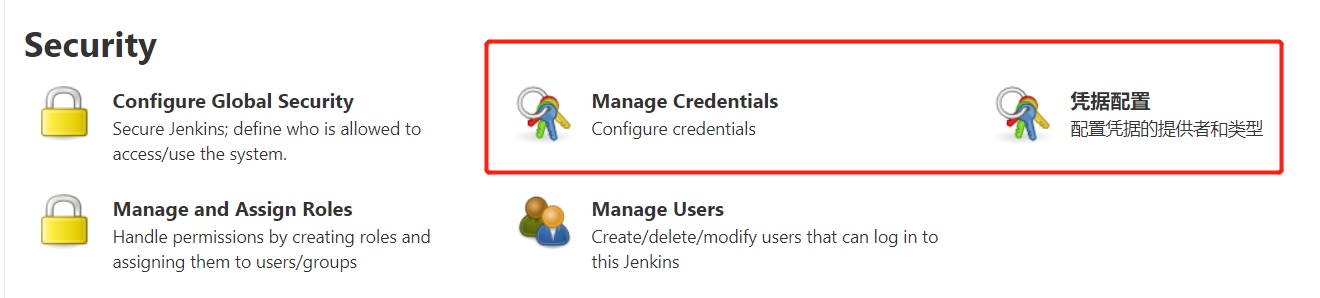 Security
Configure Global Security
Secure Jenkins; define who is allowed to
access/use the system.
Manage Credentials
Configure credentials
凭据配置
配置凭据的提供者和类型
Manage and Assign Roles
Handle permissions by creating roles and
assigning them to users/groups
Manage Users
Create/delete/modify users that can log in to
this Jenkins